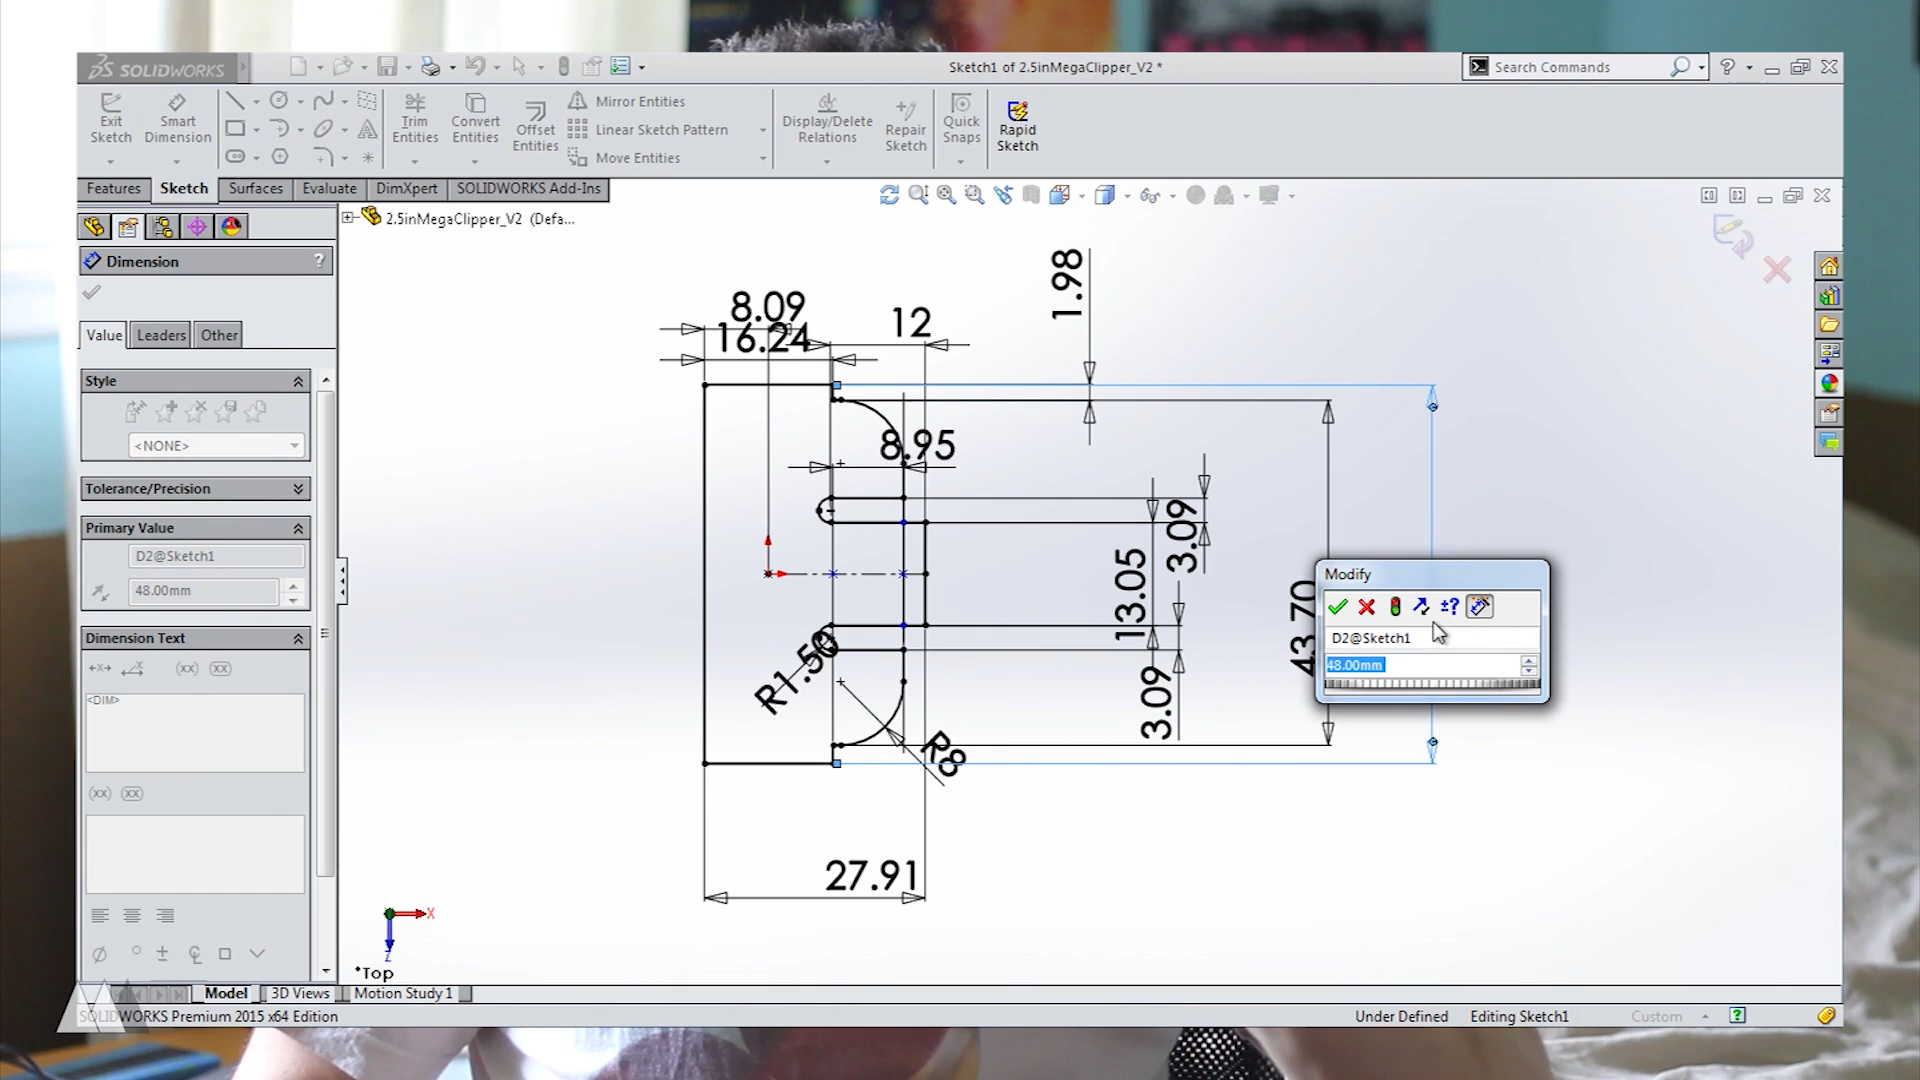 SOLIDWORKS
Sketch1 of 2.5inMegaClipper_V2 *
Search Commands
Exit Sketch
Smart Dimension
Trim Entities
Convert Entities
Offset Entities
Mirror Entities
Linear Sketch Pattern
Move Entities
Display/Delete Relations
Repair Sketch
Quick Snaps
Rapid Sketch
Features
Sketch
Surfaces
Evaluate
DimXpert
SOLIDWORKS Add-Ins
2.5inMegaClipper_V2 (Defa...
Dimension
?
Value
Leaders
Other
Style
<NONE>
Tolerance/Precision
Primary Value
D2@Sketch1
48.00mm
Dimension Text
(xx) (xx)
<DIM>
(xx) (xx)
8.09
16.24
12
1.98
8.95
3.09
13.05
43.70
R1.50
3.09
R8
27.91
Modify
±?
D2@Sketch1
48.00mm
X
Z
*Top
Model
3D Views
Motion Study 1
SOLIDWORKS Premium 2015 x64 Edition
Under Defined
Editing Sketch1
Custom
?